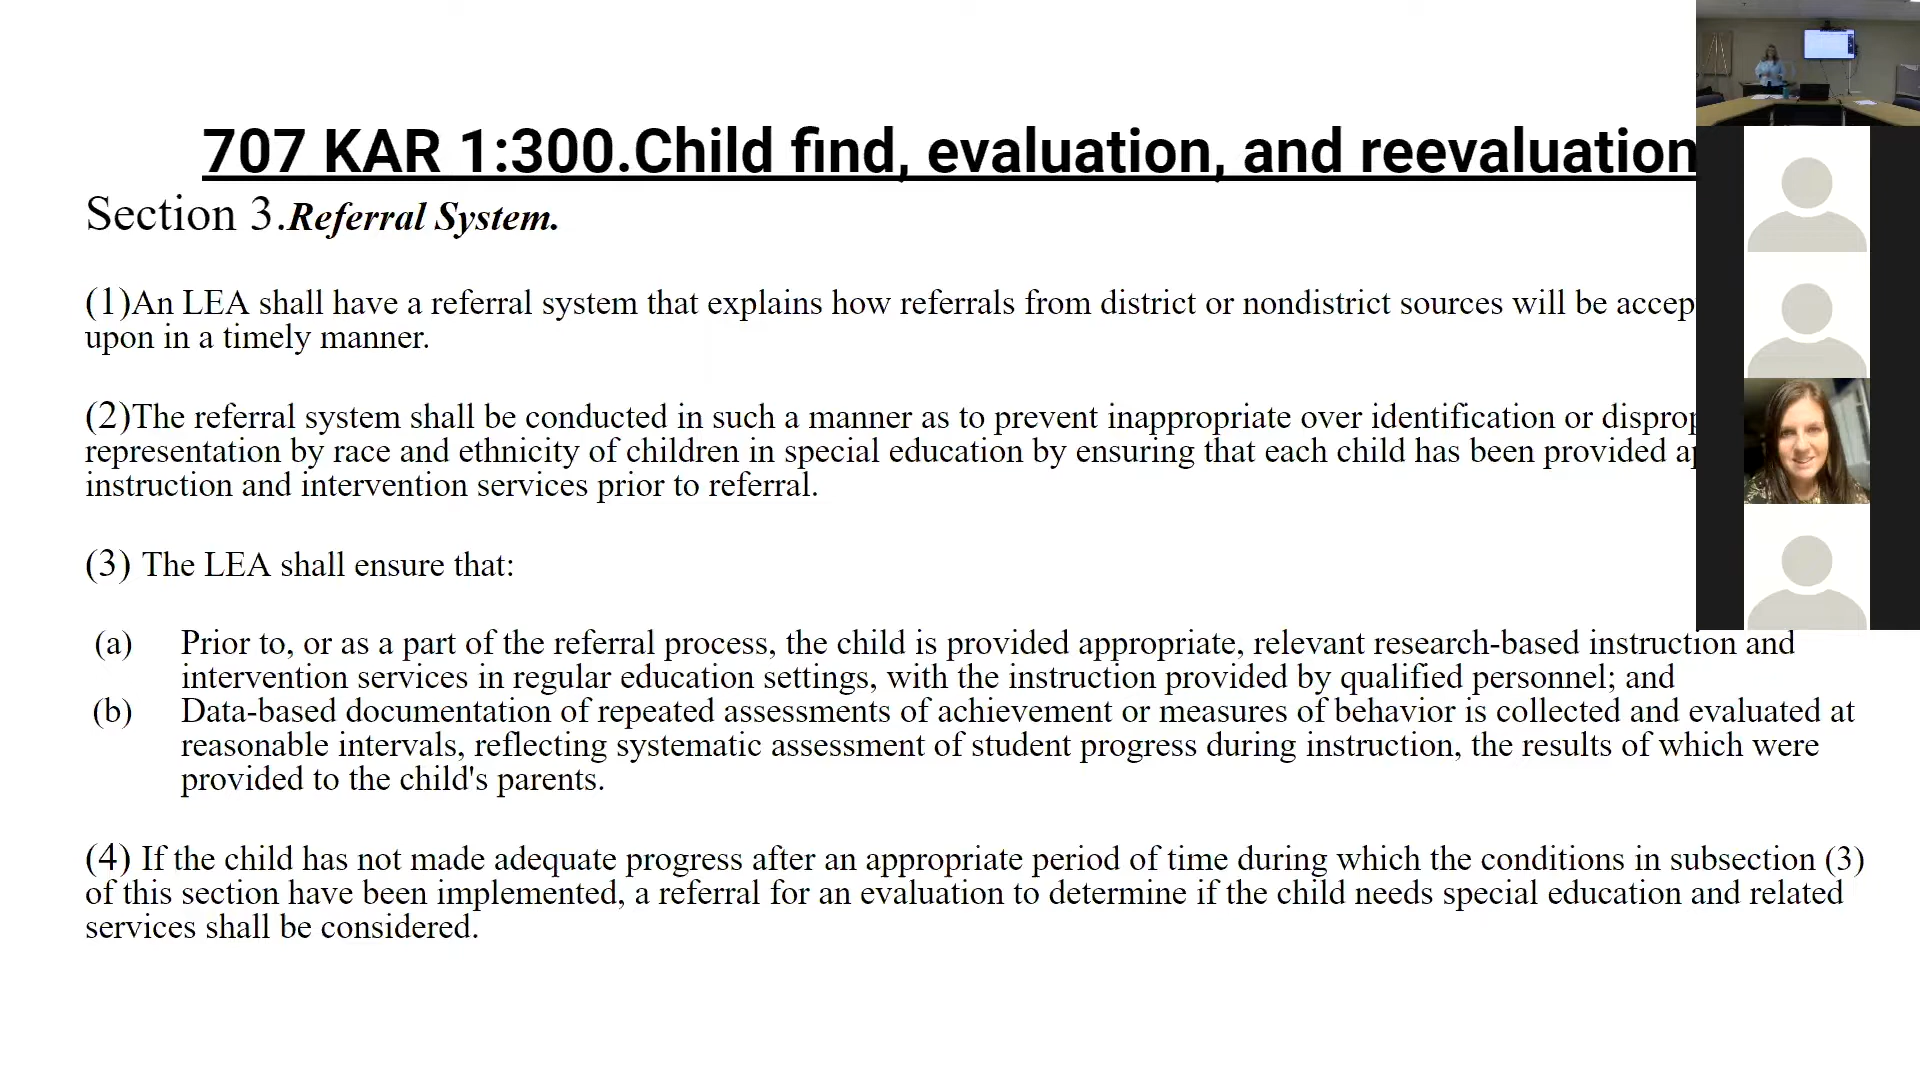 707 KAR 1:300.Child find, evaluation, and reevaluation
Section 3.Referral System.
(1)An LEA shall have a referral system that explains how referrals from district or nondistrict sources will be
upon in a timely manner.
(2)The referral system shall be conducted in such a manner as to prevent inappropriate over identification or
representation by race and ethnicity of children in special education by ensuring that each child has been provided
instruction and intervention services prior to referral.
(3) The LEA shall ensure that:
(a) Prior to, or as a part of the referral process, the child is provided appropriate, relevant research-based instruction and
intervention services in regular education settings, with the instruction provided by qualified personnel; and
(b) Data-based documentation of repeated assessments of achievement or measures of behavior is collected and evaluated at
reasonable intervals, reflecting systematic assessment of student progress during instruction, the results of which were
provided to the child's parents.
(4) If the child has not made adequate progress after an appropriate period of time during which the conditions in subsection (3)
of this section have been implemented, a referral for an evaluation to determine if the child needs special education and related
services shall be considered.